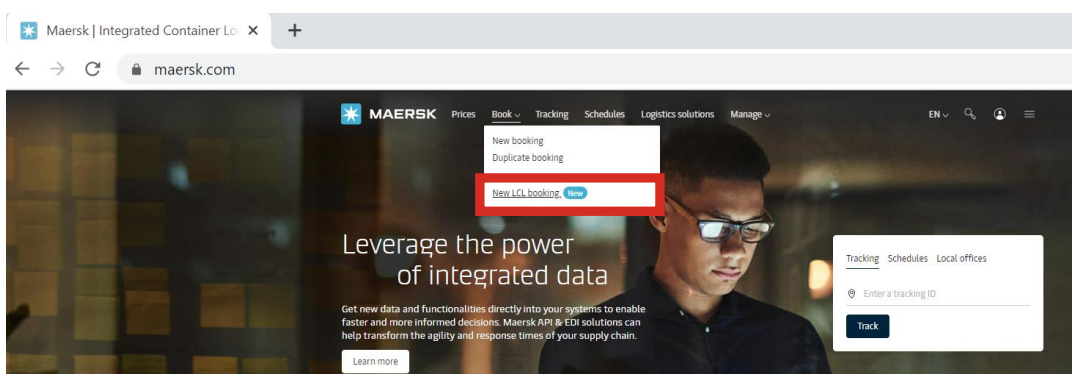 Maersk | Integrated Container Lo
maersk.com
MAERSK Prices Book Tracking Schedules Logistics solutions Manage EN
New booking
Duplicate booking
New LCL booking New
Leverage the power
of integrated data
Get new data and functionalities directly into your systems to enable
faster and more informed decisions. Maersk API & EDI solutions can
help transform the agility and response times of your supply chain.
Learn more
Tracking Schedules Local offices
Enter a tracking ID
Track